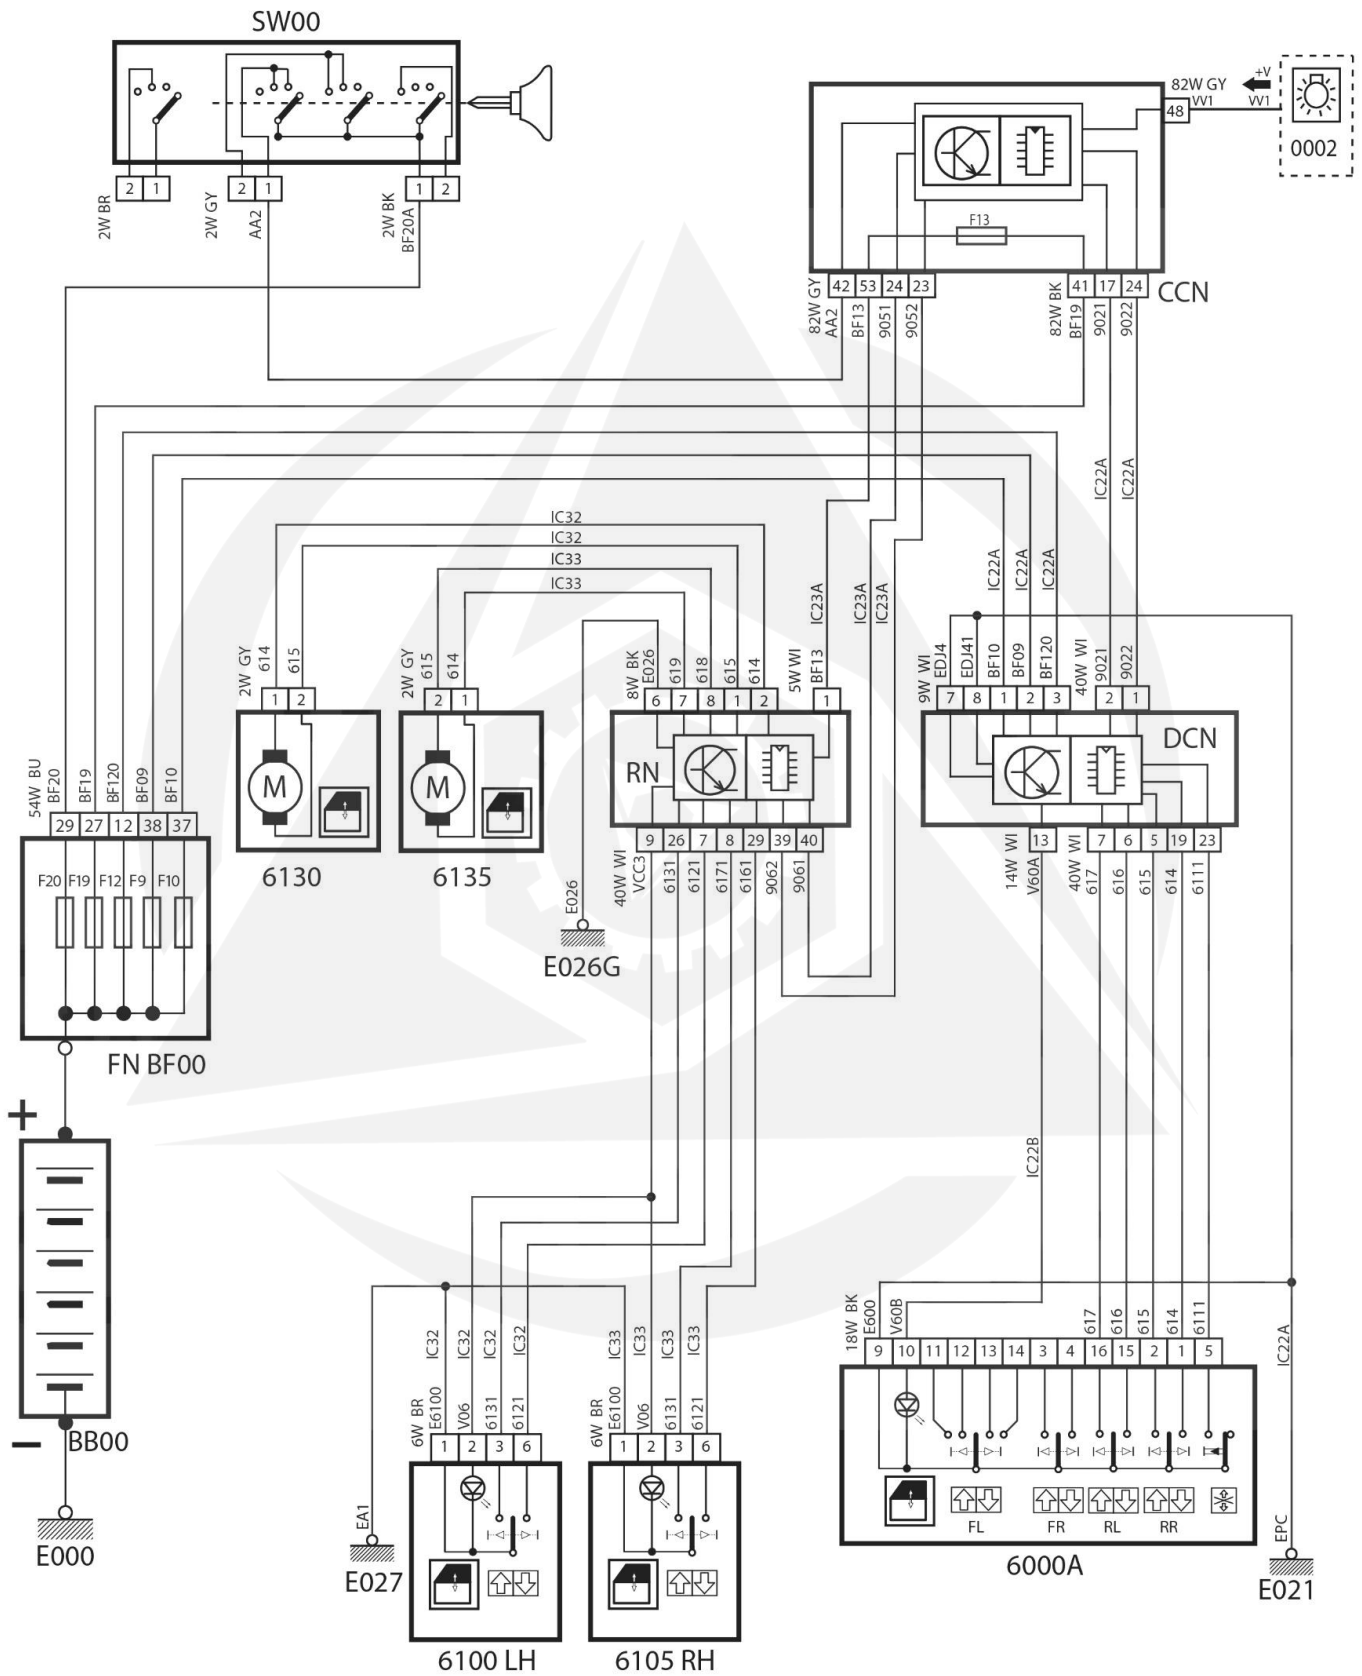 SW00
2 1
2 1
1 2
2W BR
2W GY
AA2
2W BK
BF20A
82W GY
+V
VV1
VV1
48
0002
F13
42 53 24 23
41 17 24
CCN
82W GY
AA2
BF13
9051
9052
82W BK
BF19
9021
9022
IC22A
IC22A
IC32
IC32
IC33
IC33
IC23A
IC23A
IC23A
IC22A
IC22A
IC22A
2W GY
614
615
2W GY
615
614
8W BK
E026
619
618
615
614
5W WI
BF13
9W WI
EDJ4
EDJ41
BF10
BF09
BF120
40W WI
9021
9022
1 2
2 1
6 7 8 1 2
1
7 8 1 2 3
2 1
M
M
RN
DCN
6130
6135
54W BU
BF20
BF19
BF120
BF09
BF10
29 27 12 38 37
F20 F19 F12 F9 F10
FN BF00
9 26 7 8 29 39 40
40W WI
VCC3
6131
6121
6171
6161
9062
9061
13
7 6 5 19 23
14W WI
V60A
40W WI
617
616
615
614
6111
E026
E026G
+
−
BB00
E000
IC22B
IC32
IC32
IC32
IC32
IC33
IC33
IC33
IC33
6W BR
E6100
V06
6131
6121
6W BR
E6100
V06
6131
6121
1 2 3 6
1 2 3 6
EA1
E027
6100 LH
6105 RH
18W BK
E600
V60B
617
616
615
614
6111
IC22A
9 10 11 12 13 14 3 4 16 15 2 1 5
FL
FR
RL
RR
6000A
EPC
E021